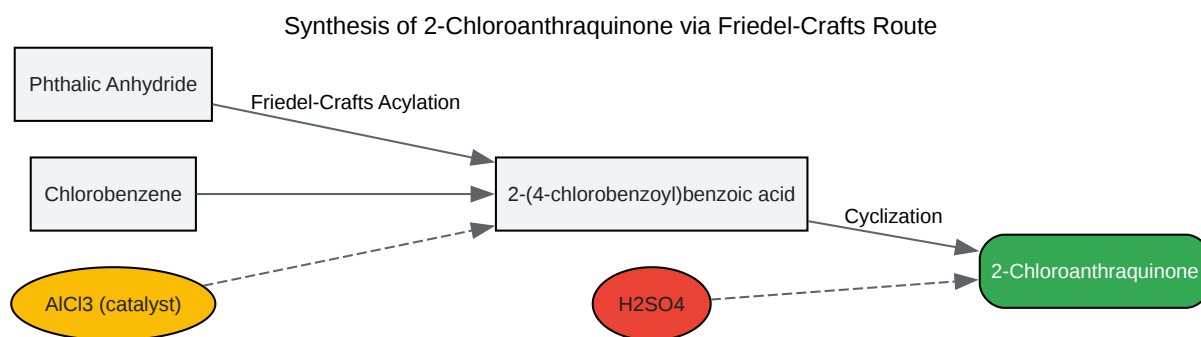 Synthesis of 2-Chloroanthraquinone via Friedel-Crafts Route
Phthalic Anhydride
Friedel-Crafts Acylation
Chlorobenzene
2-(4-chlorobenzoyl)benzoic acid
Cyclization
2-Chloroanthraquinone
AlCl3 (catalyst)
H2SO4